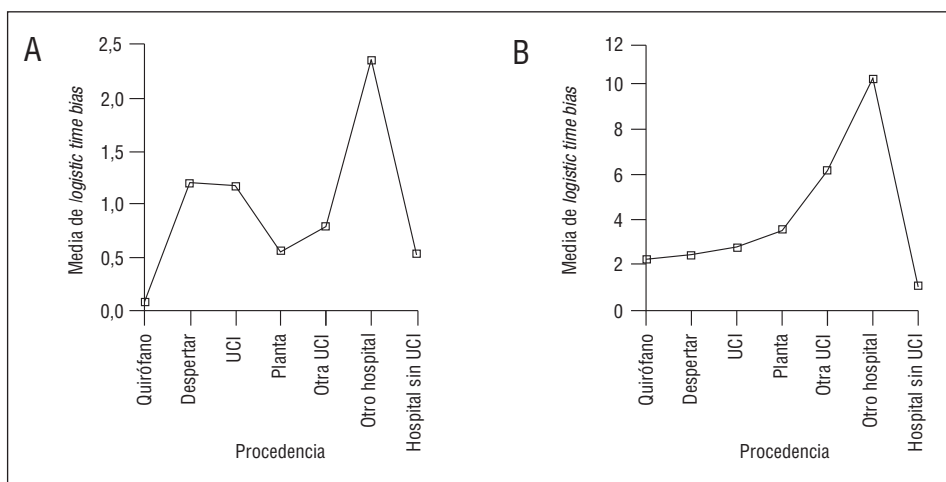 A
Media de logistic time bias
2,5
2,0
1,5
1,0
0,5
0,0
Quirófano
Despertar
UCI
Planta
Otra UCI
Otro hospital
Hospital sin UCI
Procedencia
B
Media de logistic time bias
12
10
8
6
4
2
0
Quirófano
Despertar
UCI
Planta
Otra UCI
Otro hospital
Hospital sin UCI
Procedencia